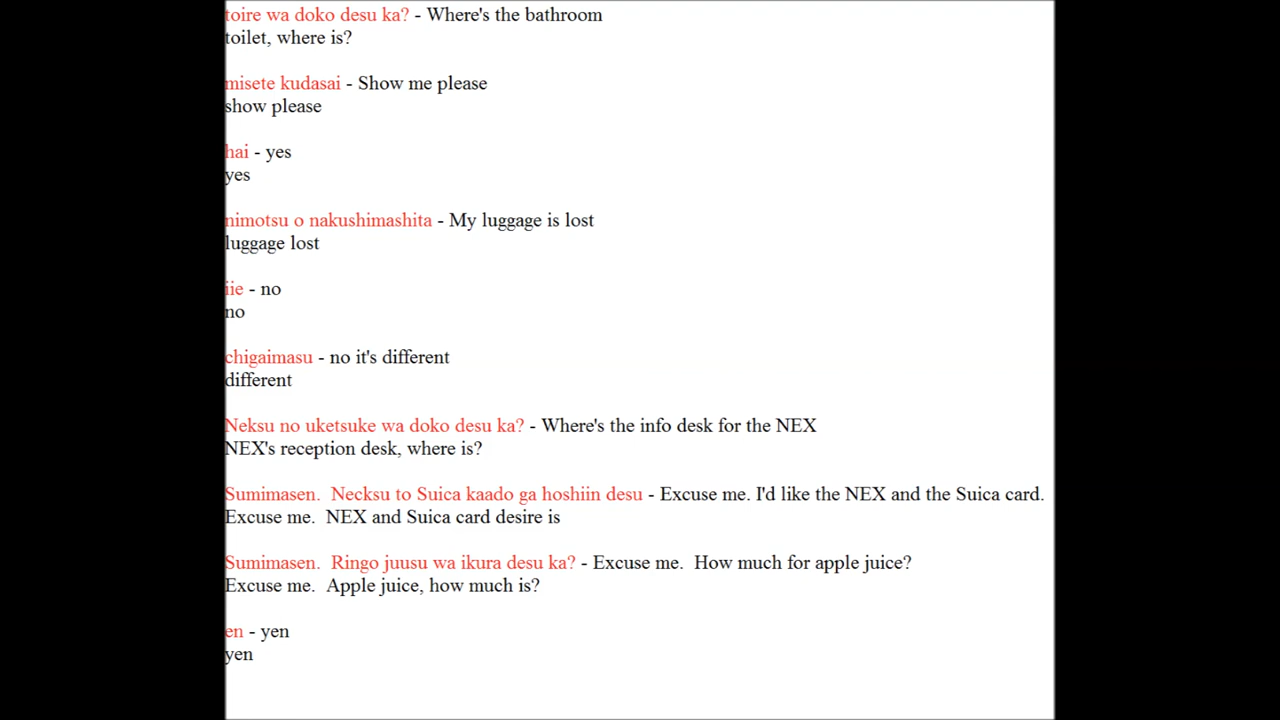 toire wa doko desu ka? - Where's the bathroom
toilet, where is?
misete kudasai - Show me please
show please
hai - yes
yes
nimotsu o nakushimashita - My luggage is lost
luggage lost
iie - no
no
chigaimasu - no it's different
different
Neksu no uketsuke wa doko desu ka? - Where's the info desk for the NEX
NEX's reception desk, where is?
Sumimasen.  Necksu to Suica kaado ga hoshiin desu - Excuse me. I'd like the NEX and the Suica card.
Excuse me.  NEX and Suica card desire is
Sumimasen.  Ringo juusu wa ikura desu ka? - Excuse me.  How much for apple juice?
Excuse me.  Apple juice, how much is?
en - yen
yen